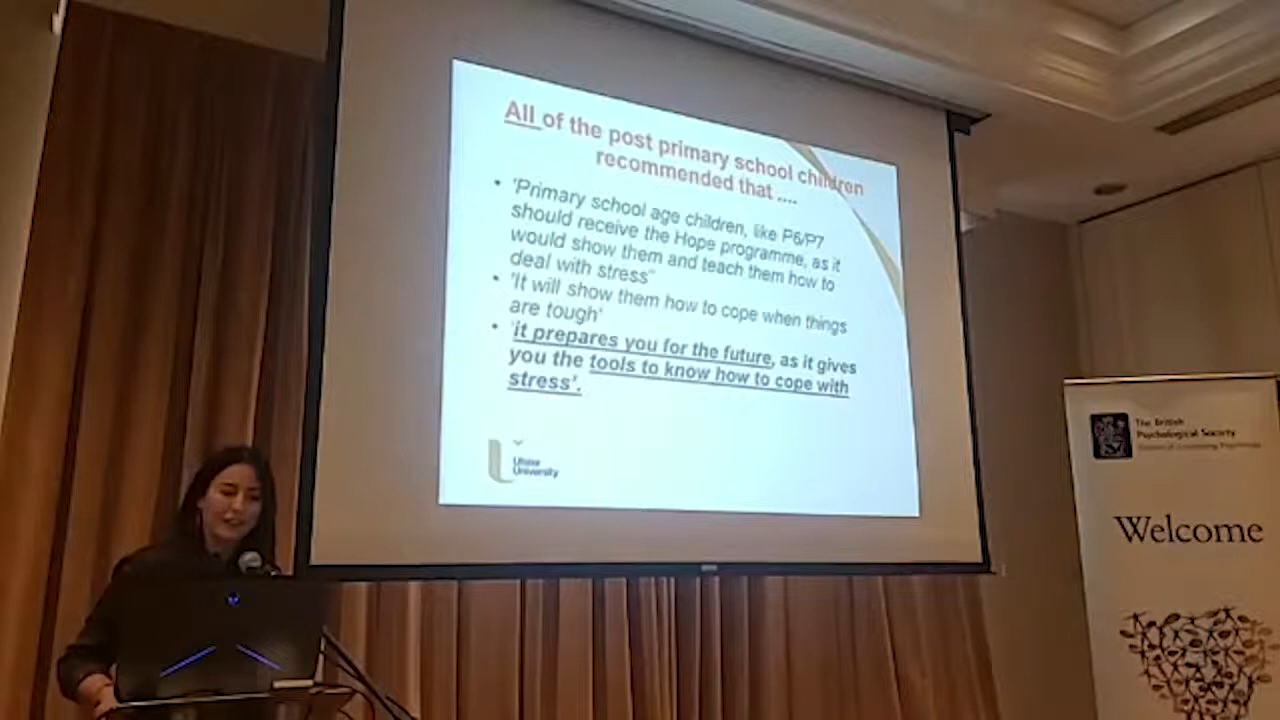 All of the post primary school children
recommended that ....
• 'Primary school age children, like P6/P7
should receive the Hope programme, as it
would show them and teach them how to
deal with stress"
• 'It will show them how to cope when things
are tough'
• 'it prepares you for the future, as it gives
you the tools to know how to cope with
stress'.
Ulster
University
The British
Psychological Society
Welcome